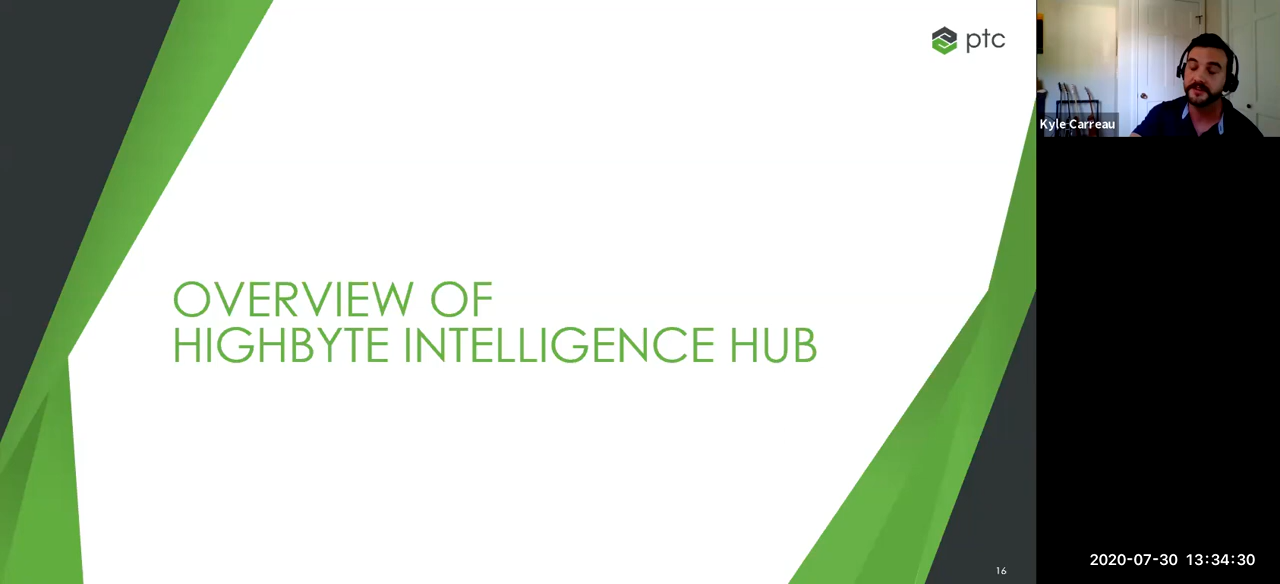 ptc
Kyle Carreau
OVERVIEW OF
HIGHBYTE INTELLIGENCE HUB
16
2020-07-30 13:34:30